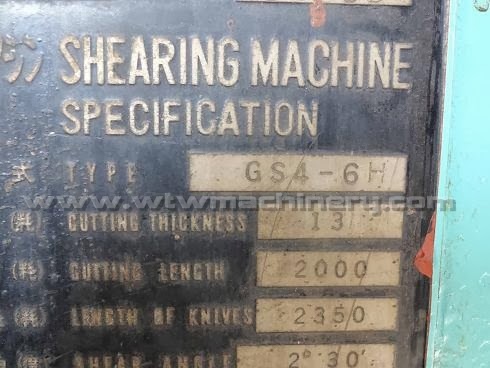 SHEARING MACHINE
SPECIFICATION
式 TYPE GS4-6H
www.wtwmachinery.com
CUTTING THICKNESS 13
CUTTING LENGTH 2000
LENGTH OF KNIVES 2350
SHEAR ANGLE 2°30'